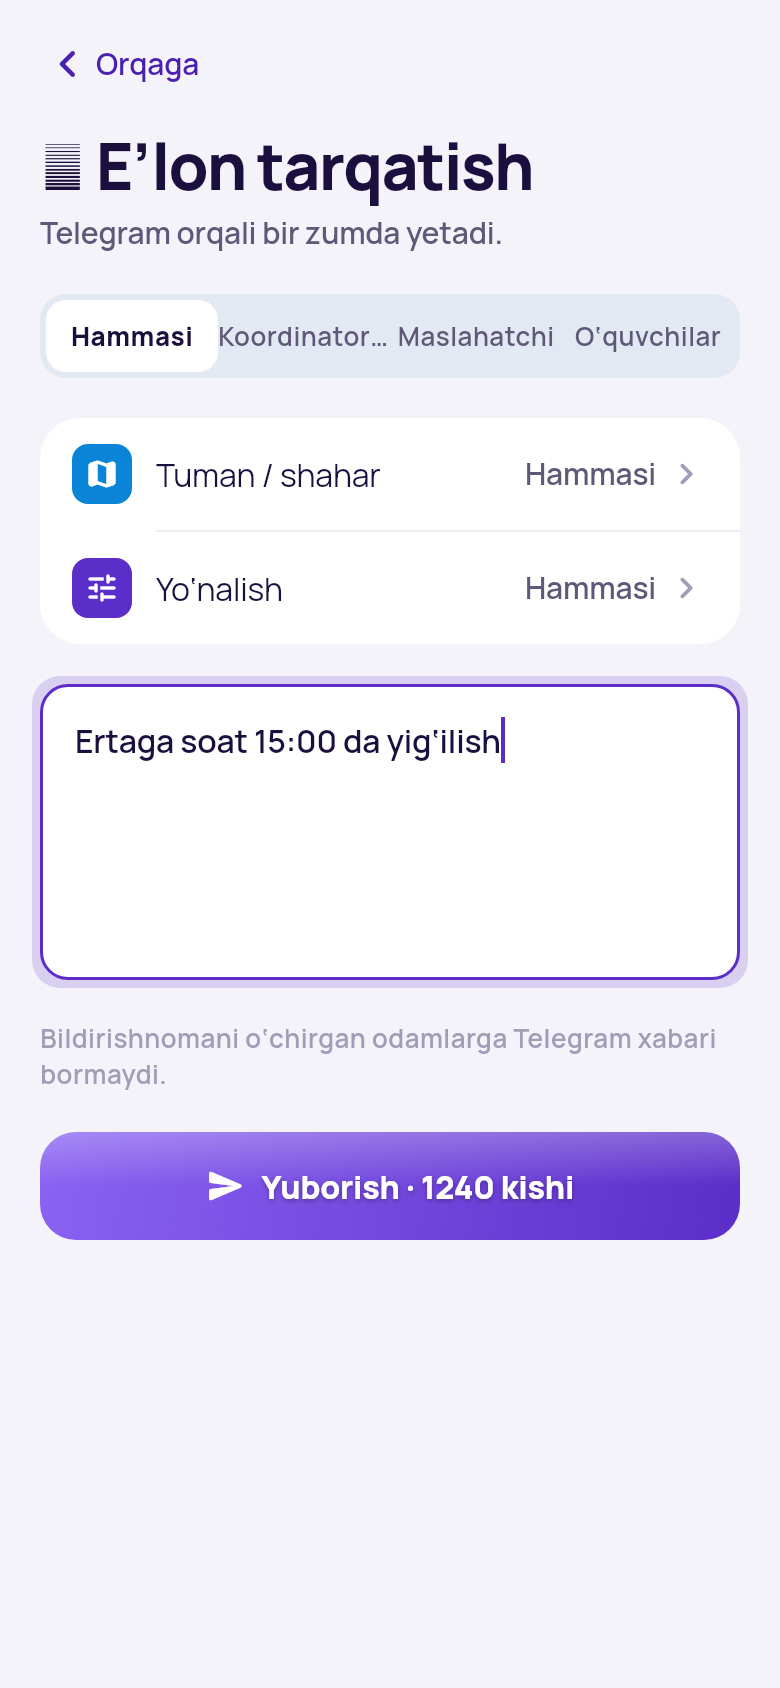 Orqaga
E’lon tarqatish
Telegram orqali bir zumda yetadi.
Hammasi Koordinator… Maslahatchi O‘quvchilar
Tuman / shahar Hammasi
Yo‘nalish Hammasi
Ertaga soat 15:00 da yig‘ilish
Bildirishnomani o‘chirgan odamlarga Telegram xabari
bormaydi.
Yuborish · 1240 kishi